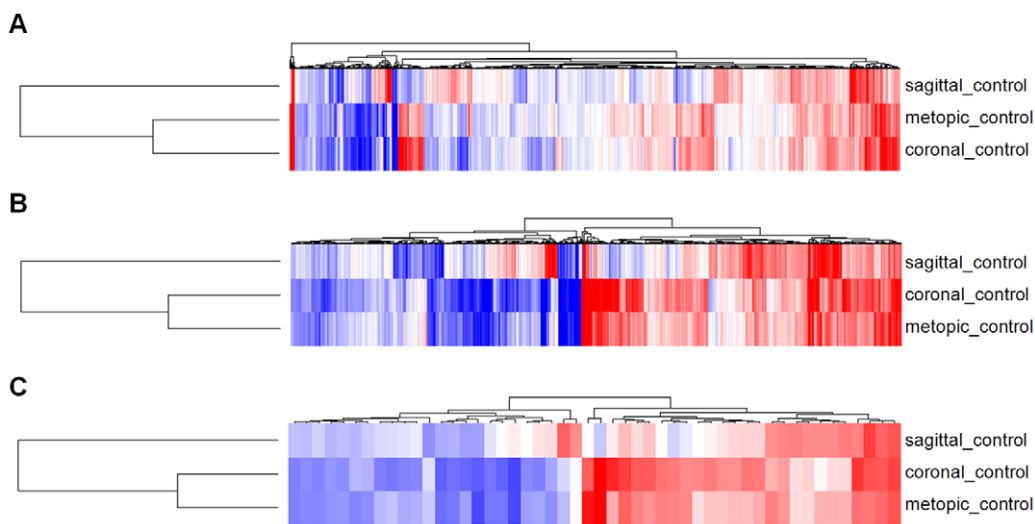 A
sagittal_control
metopic_control
coronal_control
B
sagittal_control
coronal_control
metopic_control
C
sagittal_control
coronal_control
metopic_control